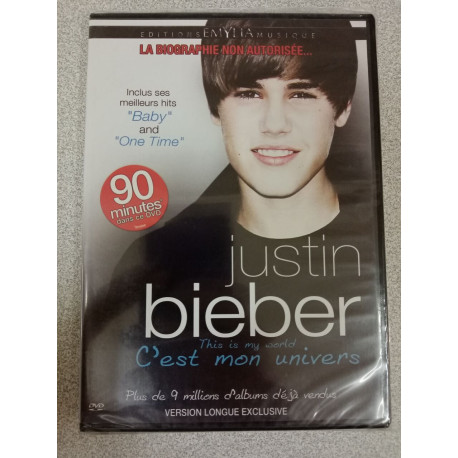 EDITIONS EMYLIA MUSIQUE
LA BIOGRAPHIE NON AUTORISÉE...
Inclus ses
meilleurs hits
"Baby"
and
"One Time"
90
minutes
dans ce DVD
justin
bieber
This is my world
C'est mon univers
Plus de 9 millions d'albums déjà vendus
VERSION LONGUE EXCLUSIVE
DVD